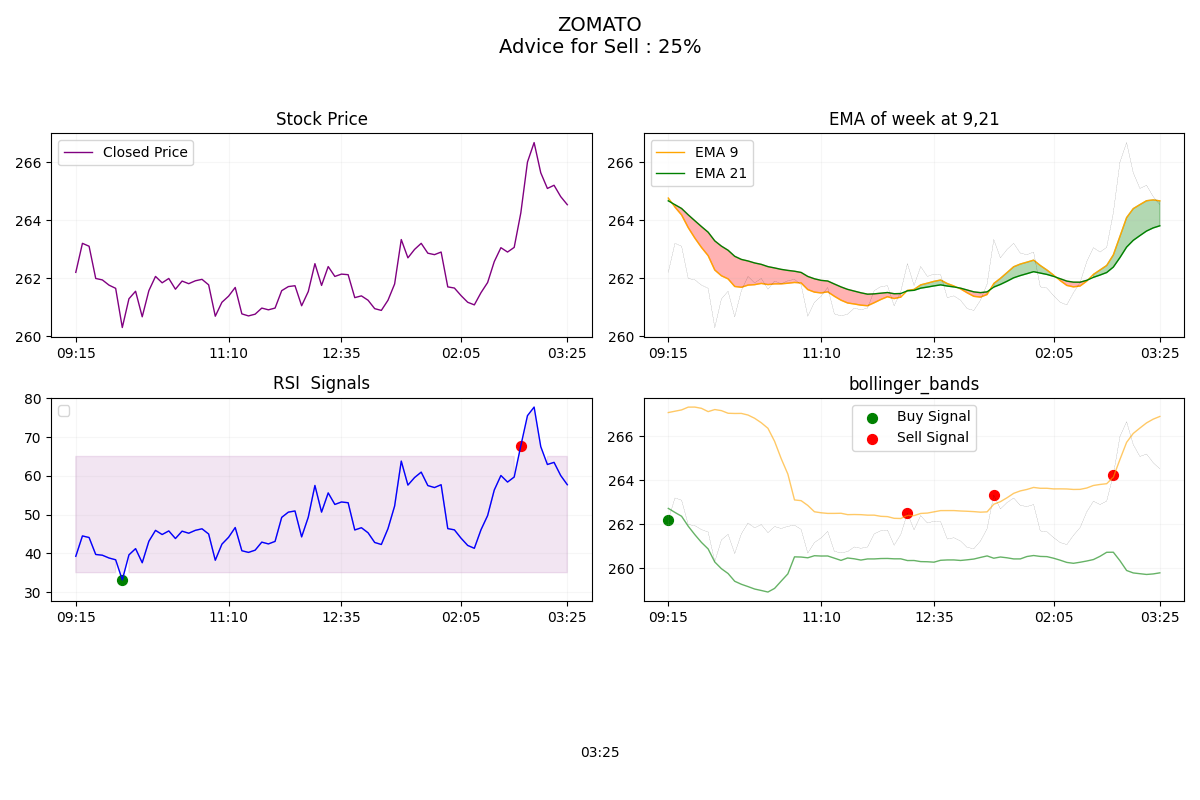 ZOMATO
Advice for Sell : 25%
Stock Price
Closed Price
266
264
262
260
09:15 11:10 12:35 02:05 03:25
EMA of week at 9,21
EMA 9
EMA 21
266
264
262
260
09:15 11:10 12:35 02:05 03:25
RSI  Signals
80
70
60
50
40
30
09:15 11:10 12:35 02:05 03:25
bollinger_bands
Buy Signal
Sell Signal
266
264
262
260
09:15 11:10 12:35 02:05 03:25
03:25